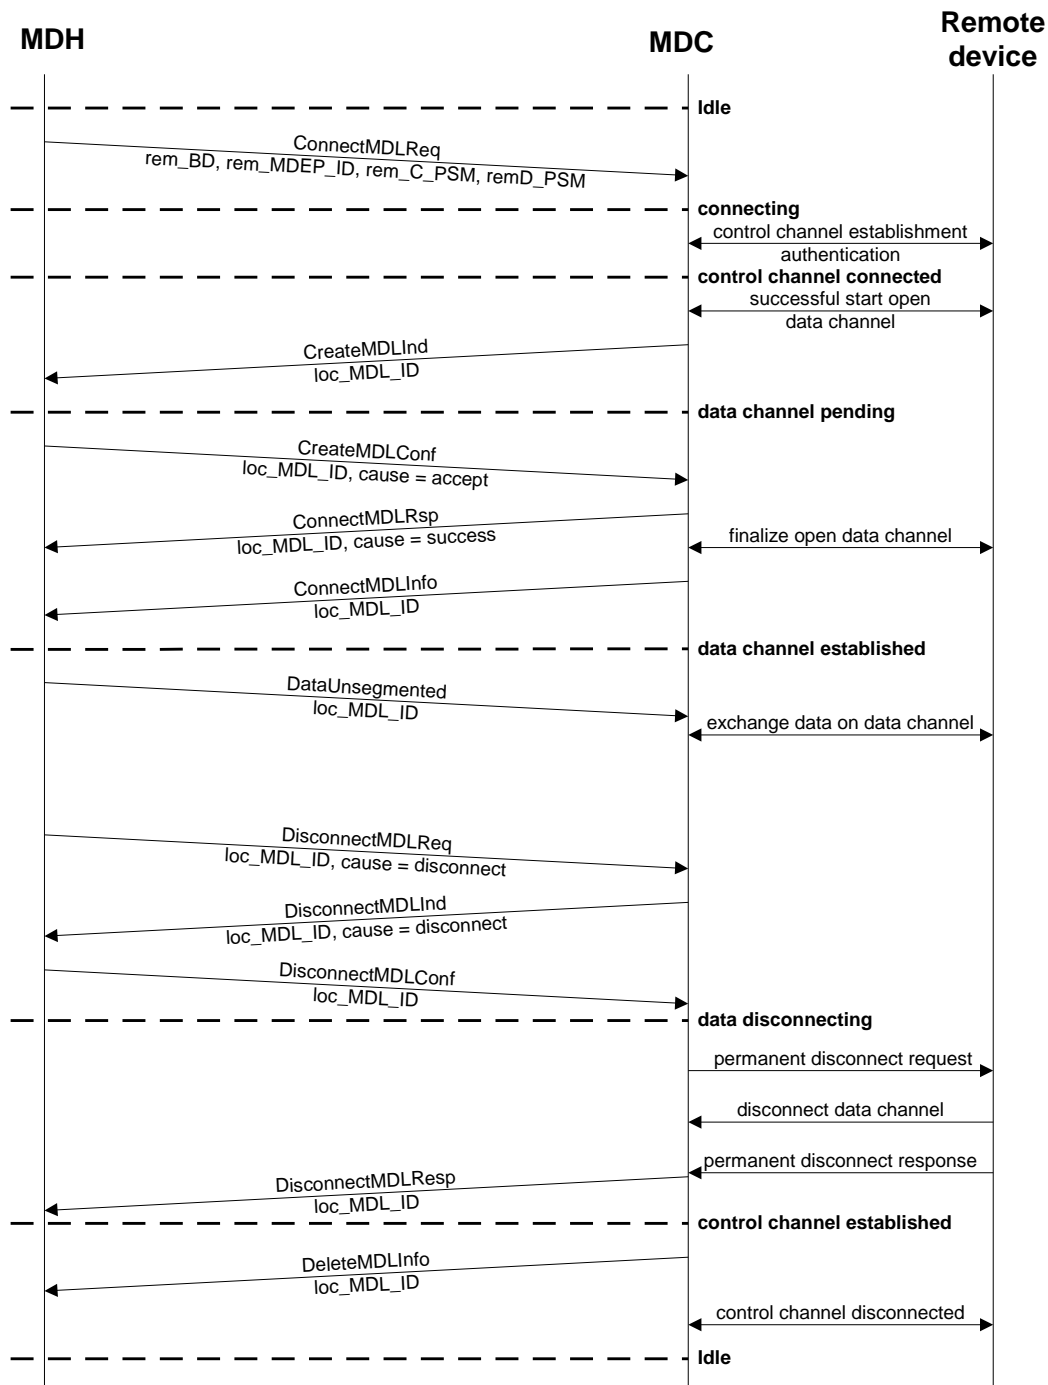 MDH
MDC
Remote
device
Idle
ConnectMDLReq
rem_BD, rem_MDEP_ID, rem_C_PSM, remD_PSM
connecting
control channel establishment
authentication
control channel connected
successful start open
data channel
CreateMDLInd
loc_MDL_ID
data channel pending
CreateMDLConf
loc_MDL_ID, cause = accept
ConnectMDLRsp
loc_MDL_ID, cause = success
finalize open data channel
ConnectMDLInfo
loc_MDL_ID
data channel established
DataUnsegmented
loc_MDL_ID
exchange data on data channel
DisconnectMDLReq
loc_MDL_ID, cause = disconnect
DisconnectMDLInd
loc_MDL_ID, cause = disconnect
DisconnectMDLConf
loc_MDL_ID
data disconnecting
permanent disconnect request
disconnect data channel
permanent disconnect response
DisconnectMDLResp
loc_MDL_ID
control channel established
DeleteMDLInfo
loc_MDL_ID
control channel disconnected
Idle